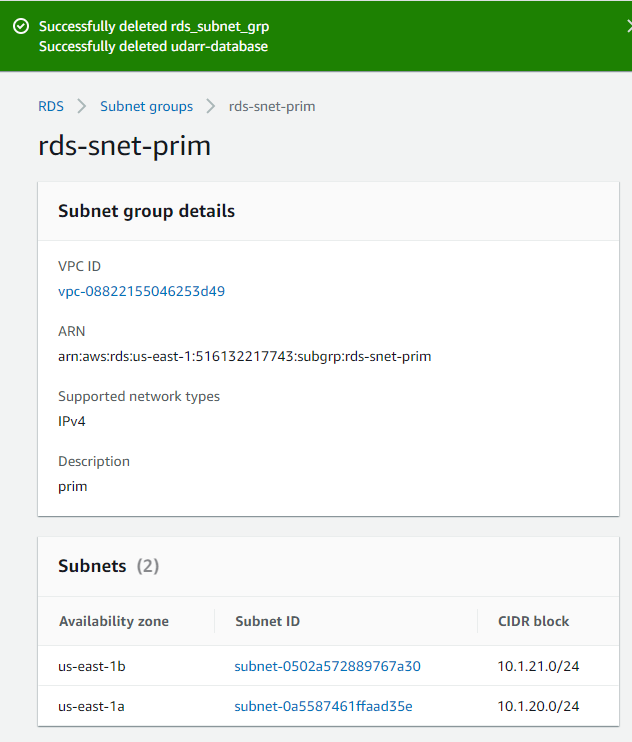 Successfully deleted rds_subnet_grp
Successfully deleted udarr-database
RDS > Subnet groups > rds-snet-prim
rds-snet-prim
Subnet group details
VPC ID
vpc-08822155046253d49
ARN
arn:aws:rds:us-east-1:516132217743:subgrp:rds-snet-prim
Supported network types
IPv4
Description
prim
Subnets (2)
Availability zone Subnet ID CIDR block
us-east-1b subnet-0502a572889767a30 10.1.21.0/24
us-east-1a subnet-0a5587461ffaad35e 10.1.20.0/24